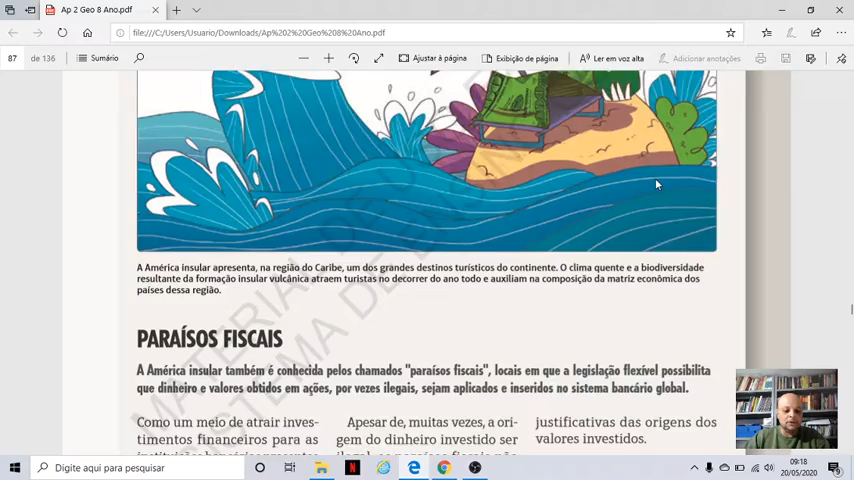 Ap 2 Geo 8 Ano.pdf
file:///C:/Users/Usuario/Downloads/Ap%202%20Geo%208%20Ano.pdf
87 de 136 Sumário Ajustar à página Exibição de página Ler em voz alta Adicionar anotações
A América insular apresenta, na região do Caribe, um dos grandes destinos turísticos do continente. O clima quente e a biodiversidade
resultante da formação insular vulcânica atraem turistas no decorrer do ano todo e auxiliam na composição da matriz econômica dos
países dessa região.
PARAÍSOS FISCAIS
A América insular também é conhecida pelos chamados "paraísos fiscais", locais em que a legislação flexível possibilita
que dinheiro e valores obtidos em ações, por vezes ilegais, sejam aplicados e inseridos no sistema bancário global.
Como um meio de atrair inves-
timentos financeiros para as
Apesar de, muitas vezes, a ori-
gem do dinheiro investido ser
justificativas das origens dos
valores investidos.
MATERIAL DE
SISTEMA DE ENSINO
Digite aqui para pesquisar
09:18
20/05/2020